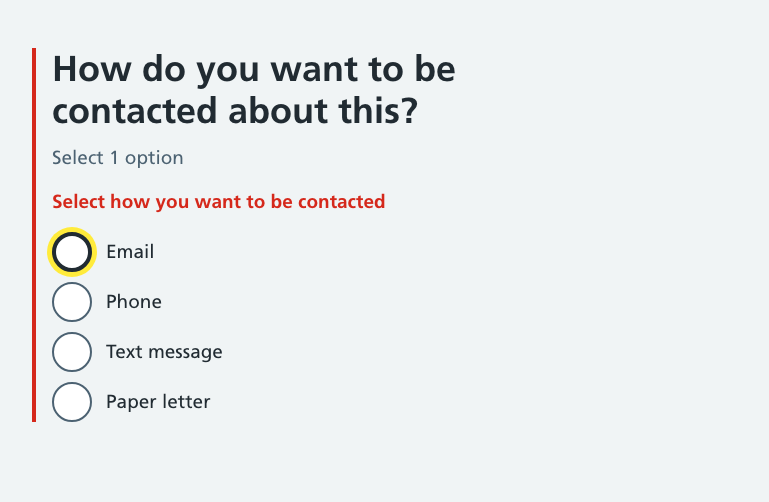 How do you want to be
contacted about this?
Select 1 option
Select how you want to be contacted
Email
Phone
Text message
Paper letter